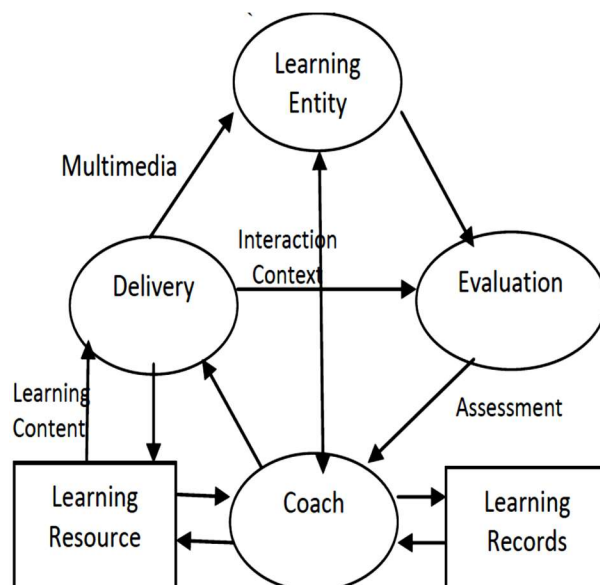 Learning
Entity
Multimedia
Interaction
Context
Delivery
Evaluation
Learning
Content
Assessment
Learning
Resource
Coach
Learning
Records